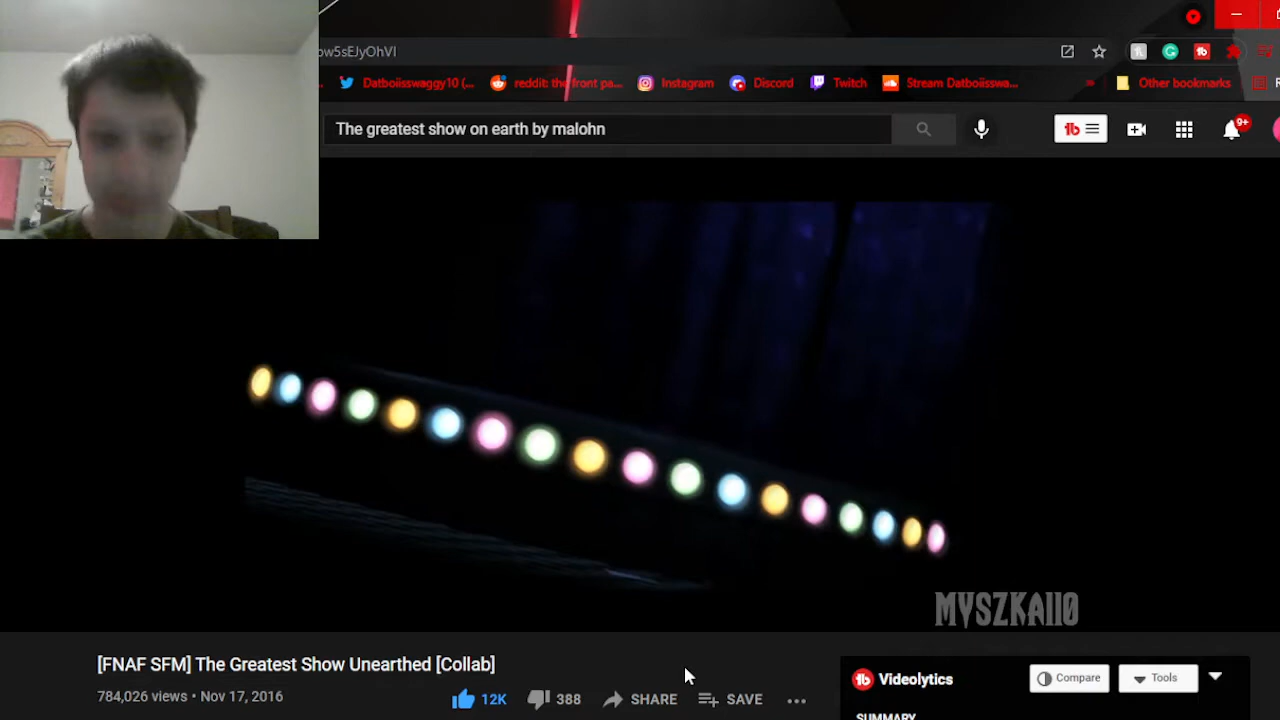 ow5sEJyOhVI
Datboiisswaggy10 (...
reddit: the front pa...
Instagram
Discord
Twitch
Stream Datboiisswa...
»
Other bookmarks
R
The greatest show on earth by malohn
9+
MYSZKA110
[FNAF SFM] The Greatest Show Unearthed [Collab]
784,026 views • Nov 17, 2016
12K
388
SHARE
SAVE
Videolytics
Compare
Tools
SUMMARY